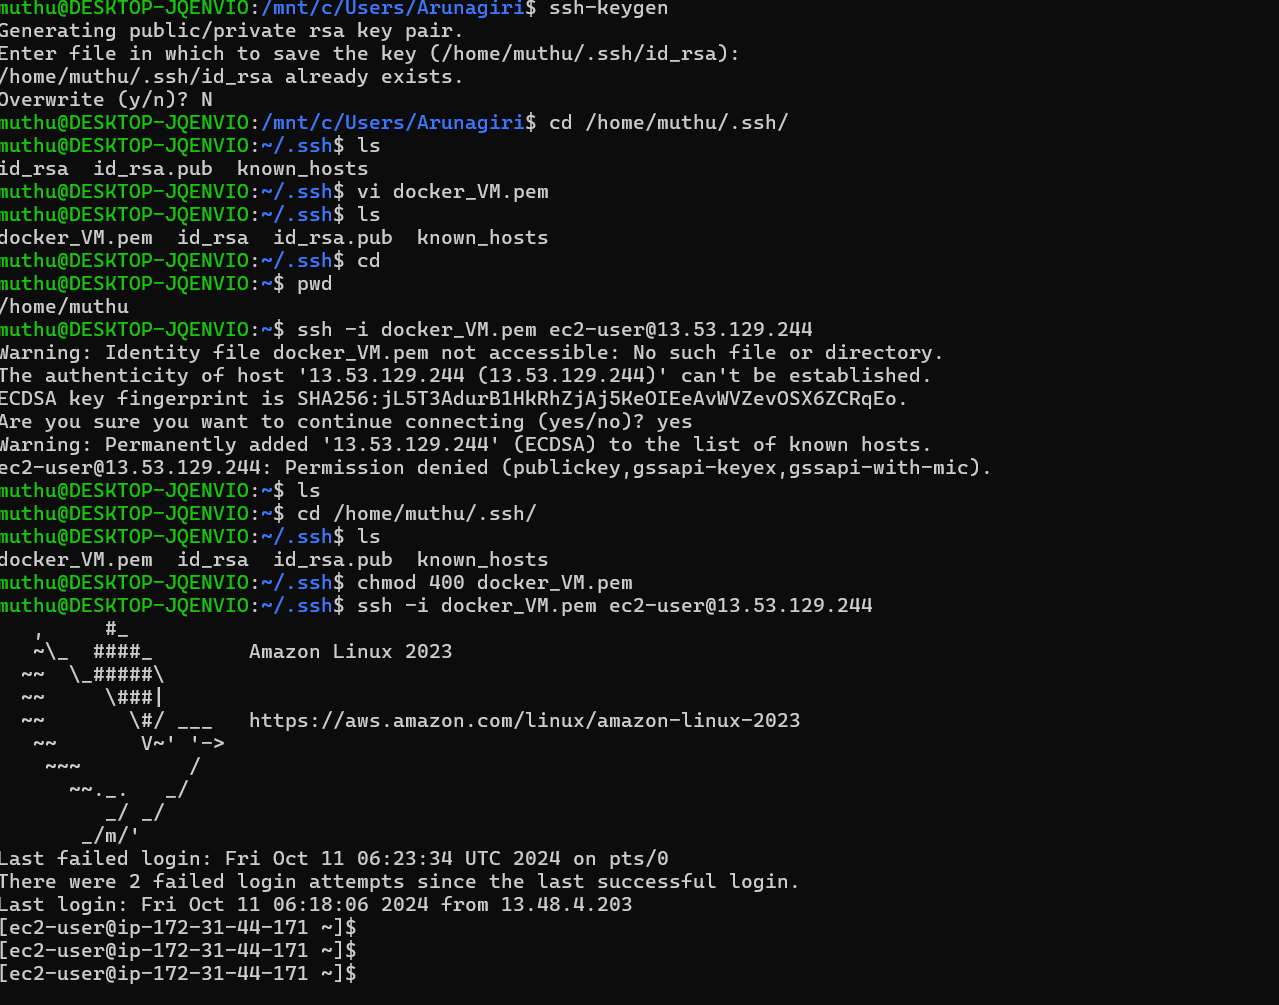 muthu@DESKTOP-JQENVIO:/mnt/c/Users/Arunagiri$ ssh-keygen
Generating public/private rsa key pair.
Enter file in which to save the key (/home/muthu/.ssh/id_rsa):
/home/muthu/.ssh/id_rsa already exists.
Overwrite (y/n)? N
muthu@DESKTOP-JQENVIO:/mnt/c/Users/Arunagiri$ cd /home/muthu/.ssh/
muthu@DESKTOP-JQENVIO:~/.ssh$ ls
id_rsa  id_rsa.pub  known_hosts
muthu@DESKTOP-JQENVIO:~/.ssh$ vi docker_VM.pem
muthu@DESKTOP-JQENVIO:~/.ssh$ ls
docker_VM.pem  id_rsa  id_rsa.pub  known_hosts
muthu@DESKTOP-JQENVIO:~/.ssh$ cd
muthu@DESKTOP-JQENVIO:~$ pwd
/home/muthu
muthu@DESKTOP-JQENVIO:~$ ssh -i docker_VM.pem ec2-user@13.53.129.244
Warning: Identity file docker_VM.pem not accessible: No such file or directory.
The authenticity of host '13.53.129.244 (13.53.129.244)' can't be established.
ECDSA key fingerprint is SHA256:jL5T3AdurB1HkRhZjAj5KeOIEeAvWVZevOSX6ZCRqEo.
Are you sure you want to continue connecting (yes/no)? yes
Warning: Permanently added '13.53.129.244' (ECDSA) to the list of known hosts.
ec2-user@13.53.129.244: Permission denied (publickey,gssapi-keyex,gssapi-with-mic).
muthu@DESKTOP-JQENVIO:~$ ls
muthu@DESKTOP-JQENVIO:~$ cd /home/muthu/.ssh/
muthu@DESKTOP-JQENVIO:~/.ssh$ ls
docker_VM.pem  id_rsa  id_rsa.pub  known_hosts
muthu@DESKTOP-JQENVIO:~/.ssh$ chmod 400 docker_VM.pem
muthu@DESKTOP-JQENVIO:~/.ssh$ ssh -i docker_VM.pem ec2-user@13.53.129.244
   ,     #_
   ~\_  ####_        Amazon Linux 2023
  ~~  \_#####\
  ~~     \###|
  ~~       \#/ ___   https://aws.amazon.com/linux/amazon-linux-2023
   ~~       V~' '->
    ~~~         /
      ~~._.   _/
         _/ _/
       _/m/'
Last failed login: Fri Oct 11 06:23:34 UTC 2024 on pts/0
There were 2 failed login attempts since the last successful login.
Last login: Fri Oct 11 06:18:06 2024 from 13.48.4.203
[ec2-user@ip-172-31-44-171 ~]$
[ec2-user@ip-172-31-44-171 ~]$
[ec2-user@ip-172-31-44-171 ~]$